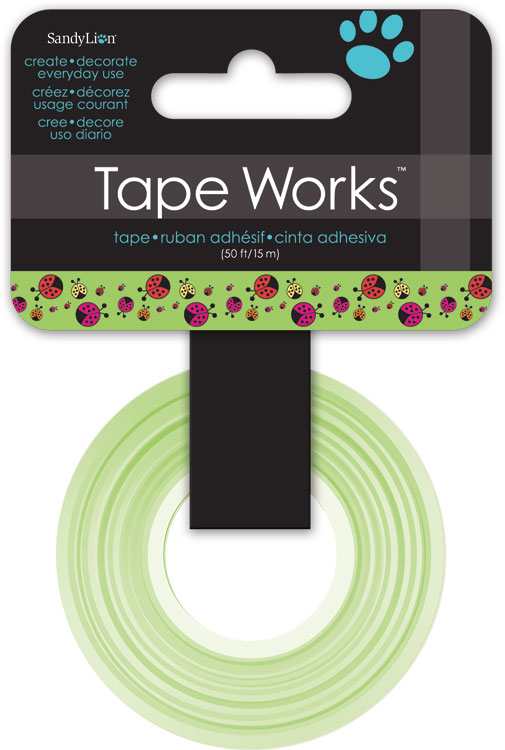 SandyLion
create•decorate
everyday use
créez•décorez
usage courant
cree•decore
uso diario
Tape Works™
tape•ruban adhésif•cinta adhesiva
(50 ft/15 m)